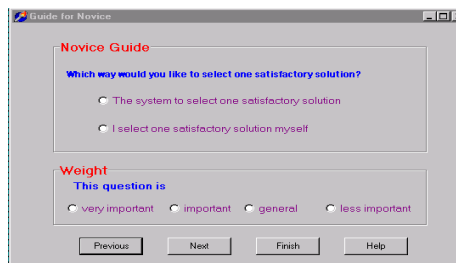 Guide for Novice
Novice Guide
Which way would you like to select one satisfactory solution?
The system to select one satisfactory solution
I select one satisfactory solution myself
Weight
This question is
very important important general less important
Previous Next Finish Help